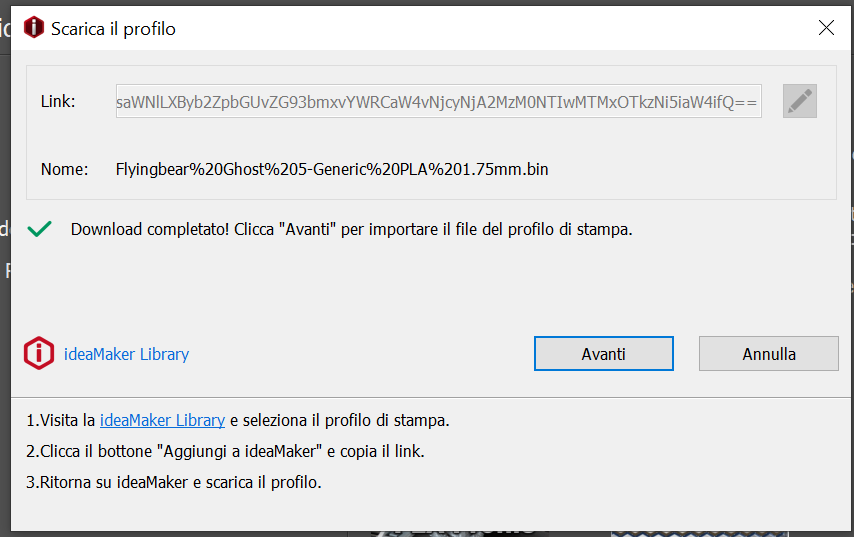 Scarica il profilo
Link: saWNlLXByb2ZpbGUvZG93bmxvYWRCaW4vNjcyNjA2MzM0NTIwMTMxOTkzNi5iaW4ifQ==
Nome: Flyingbear%20Ghost%205-Generic%20PLA%201.75mm.bin
Download completato! Clicca "Avanti" per importare il file del profilo di stampa.
ideaMaker Library
Avanti
Annulla
1.Visita la ideaMaker Library e seleziona il profilo di stampa.
2.Clicca il bottone "Aggiungi a ideaMaker" e copia il link.
3.Ritorna su ideaMaker e scarica il profilo.